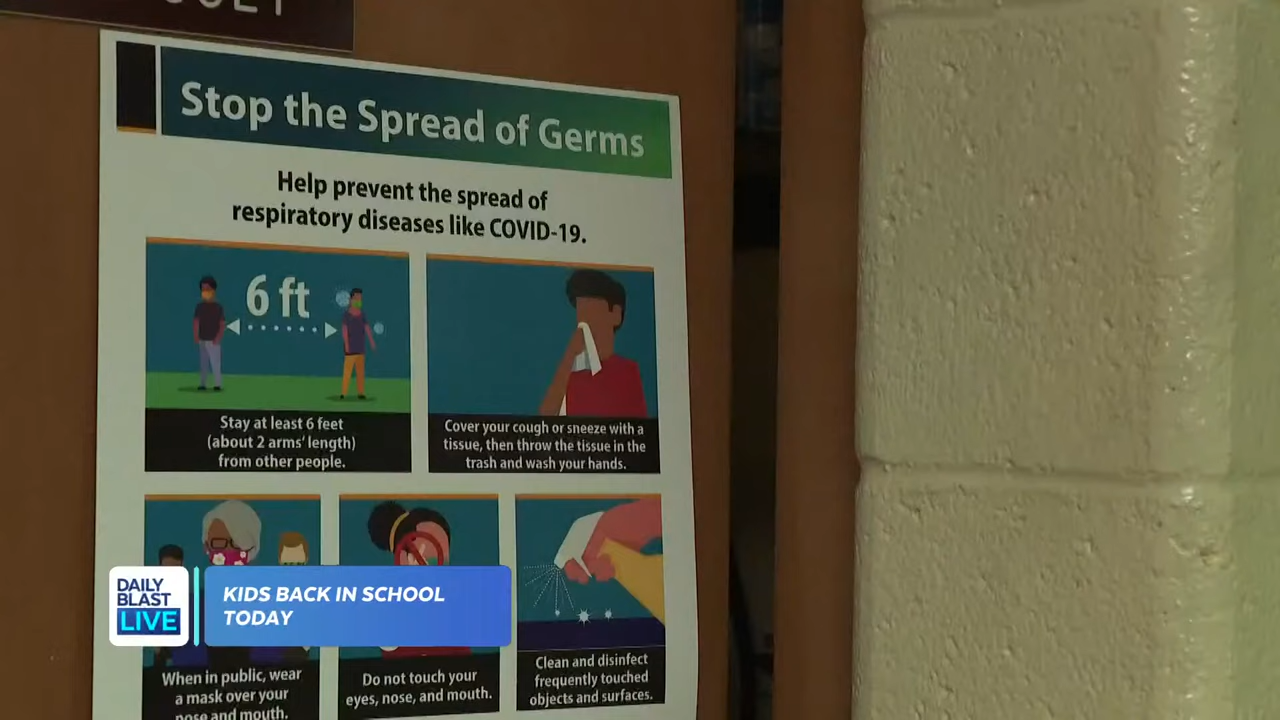 Stop the Spread of Germs
Help prevent the spread of
respiratory diseases like COVID-19.
6 ft
Stay at least 6 feet
(about 2 arms' length)
from other people.
Cover your cough or sneeze with a
tissue, then throw the tissue in the
trash and wash your hands.
When in public, wear
a mask over your
nose and mouth.
Do not touch your
eyes, nose, and mouth.
Clean and disinfect
frequently touched
objects and surfaces.
DAILY
BLAST
LIVE
KIDS BACK IN SCHOOL
TODAY